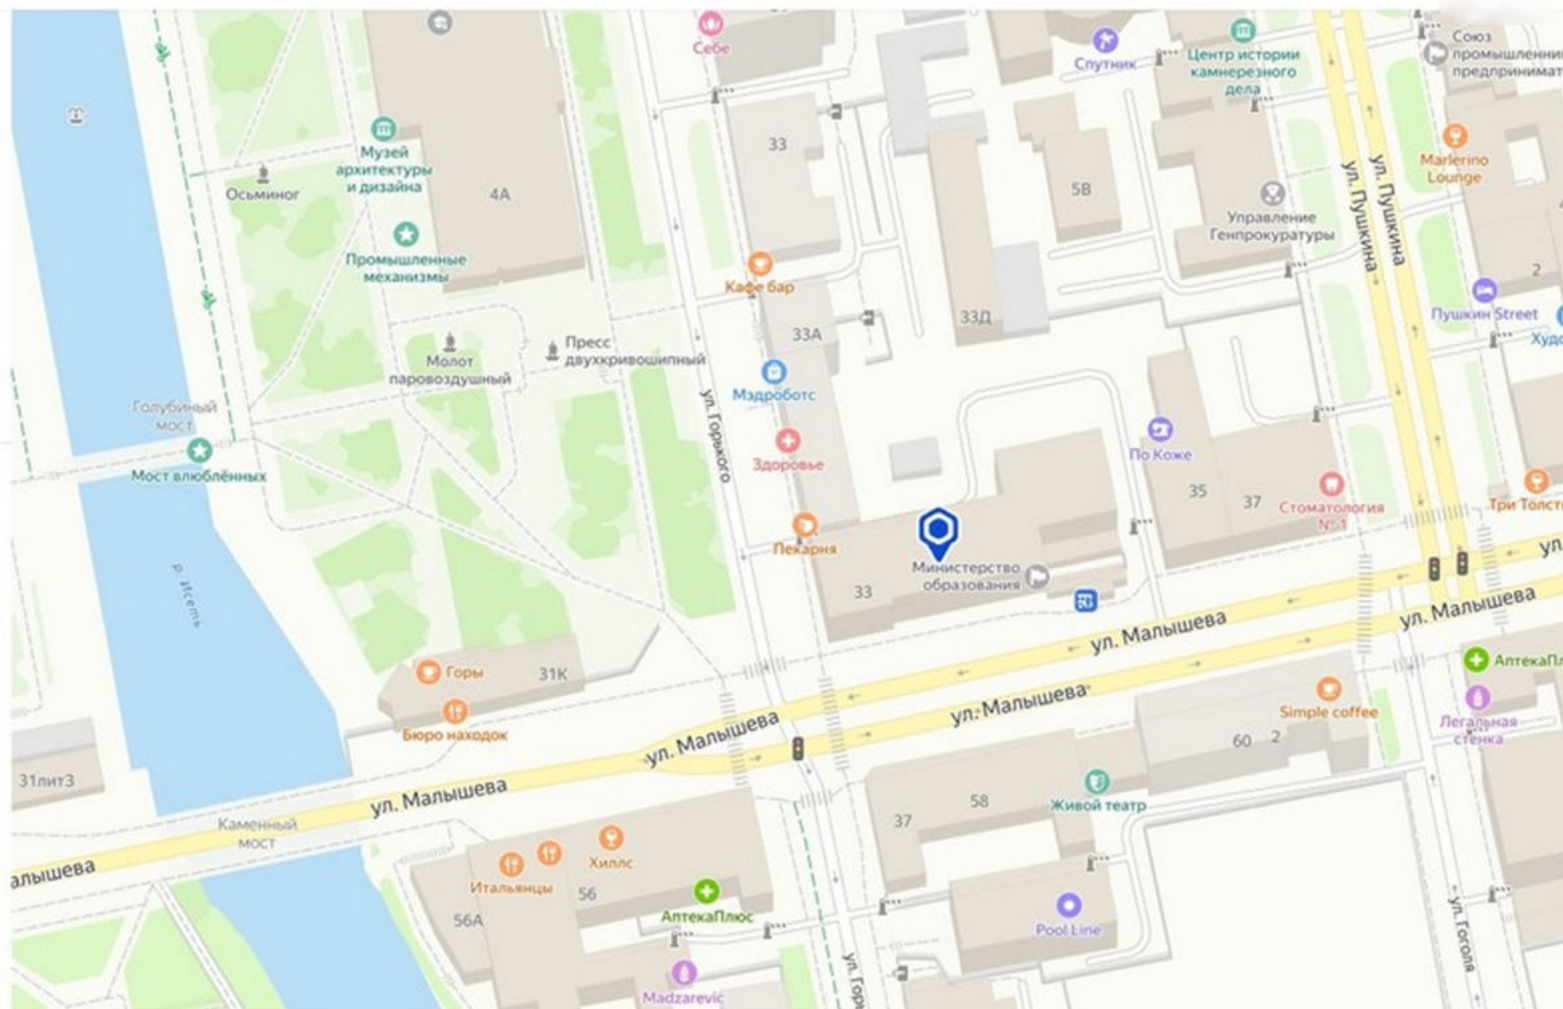 Себе
Спутник
Центр истории
камнерезного
дела
Союз
промышленни
предпринимат
Музей
архитектуры
и дизайна
Осьминог
4А
33
5В
Управление
Генпрокуратуры
ул. Пушкина
ул. Пушкина
Marlerino
Lounge
Промышленные
механизмы
Кафе бар
33А
33Д
2
Пушкин Street
Худо
Молот
паровоздушный
Пресс
двухкривошипный
Мэдроботс
ул. Горького
Голубиный
мост
Мост влюблённых
Здоровье
По Коже
35
37
Стоматология
№ 1
Три Толст
Пекарня
Министерство
образования
33
р. Исеть
ул. Малышева
ул. Малышева
ул.
АптекаПл
Горы
31К
Бюро находок
ул. Малышева
ул. Малышева
Simple coffee
Легальная
стенка
60
2
31лит3
ул. Малышева
58
Живой театр
37
Каменный
мост
алышева
Хиллс
Итальянцы
56
56А
АптекаПлюс
Pool Line
Madzarevic
ул. Горь
ул. Гоголя